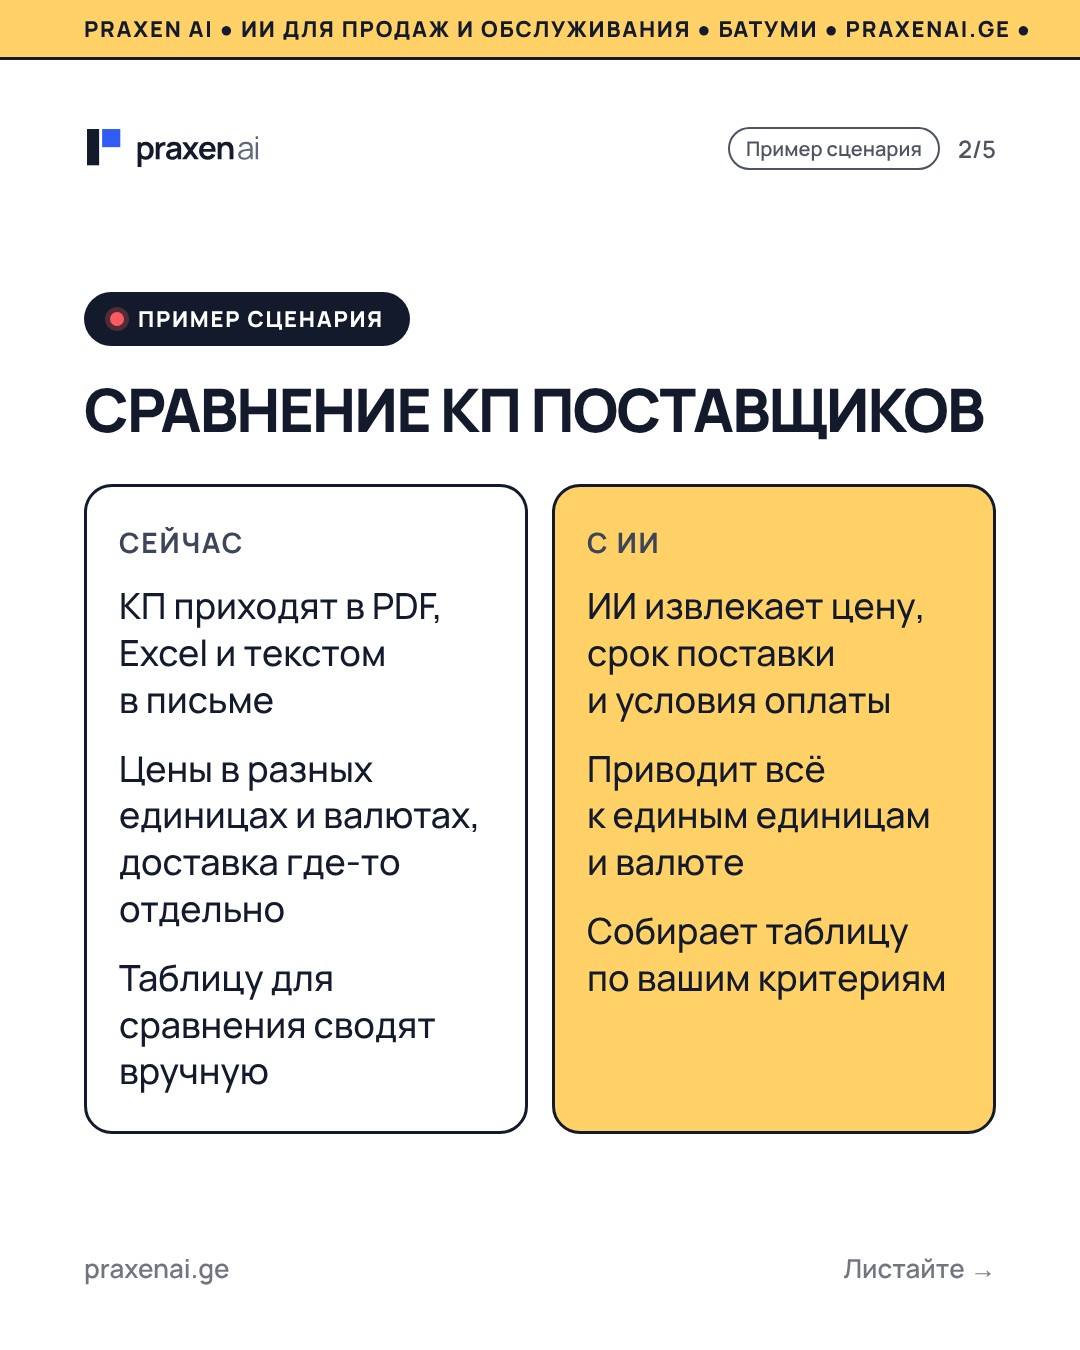 PRAXEN AI ● ИИ ДЛЯ ПРОДАЖ И ОБСЛУЖИВАНИЯ ● БАТУМИ ● PRAXENAI.GE ●
praxen ai
Пример сценария 2/5
ПРИМЕР СЦЕНАРИЯ
СРАВНЕНИЕ КП ПОСТАВЩИКОВ
СЕЙЧАС
КП приходят в PDF,
Excel и текстом
в письме
Цены в разных
единицах и валютах,
доставка где-то
отдельно
Таблицу для
сравнения сводят
вручную
С ИИ
ИИ извлекает цену,
срок поставки
и условия оплаты
Приводит всё
к единым единицам
и валюте
Собирает таблицу
по вашим критериям
praxenai.ge
Листайте →